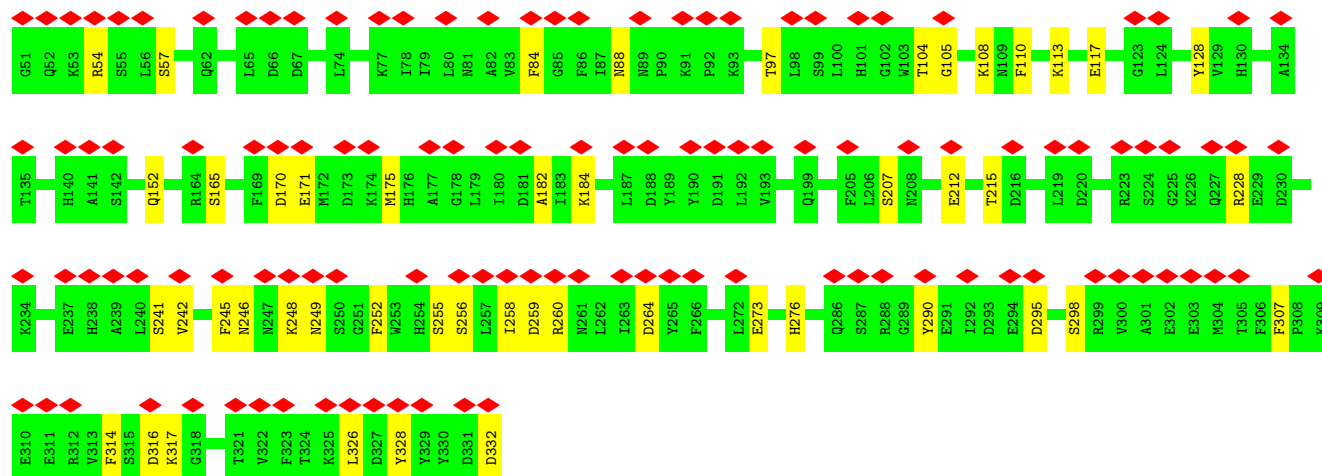 G51 Q52 K53 R54 S55 L56 S57 Q62 L65 D66 D67 L74 K77 I78 I79 L80 N81 A82 V83 F84 G85 F86 I87 N88 N89 P90 K91 P92 K93 T97 L98 S99 L100 H101 G102 W103 T104 G105 K108 N109 F110 K113 E117 G123 L124 Y128 V129 H130 A134
T135 H140 A141 S142 Q152 R164 S165 F169 D170 E171 M172 D173 K174 M175 H176 A177 G178 L179 I180 D181 A182 I183 K184 L187 D188 Y189 Y190 D191 L192 V193 Q199 F205 L206 S207 N208 E212 T215 D216 L219 D220 R223 S224 G225 K226 Q227 R228 E229 D230
K234 E237 H238 A239 L240 S241 V242 F245 N246 N247 K248 N249 S250 G251 F252 W253 H254 S255 S256 L257 I258 D259 R260 N261 L262 I263 D264 Y265 F266 L272 E273 H276 Q286 S287 R288 G289 Y290 E291 I292 D293 E294 D295 S298 R299 V300 A301 E302 E303 M304 T305 F306 F307 P308 K309
E310 E311 R312 V313 F314 S315 D316 K317 G318 T321 V322 F323 T324 K325 L326 D327 Y328 Y329 Y330 D331 D332